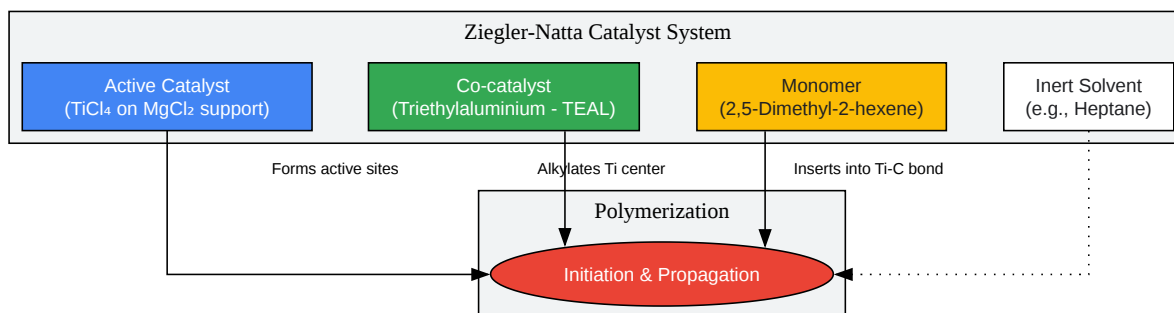 Ziegler-Natta Catalyst System
Active Catalyst
(TiCl₄ on MgCl₂ support)
Co-catalyst
(Triethylaluminium - TEAL)
Monomer
(2,5-Dimethyl-2-hexene)
Inert Solvent
(e.g., Heptane)
Forms active sites
Alkylates Ti center
Inserts into Ti-C bond
Polymerization
Initiation & Propagation